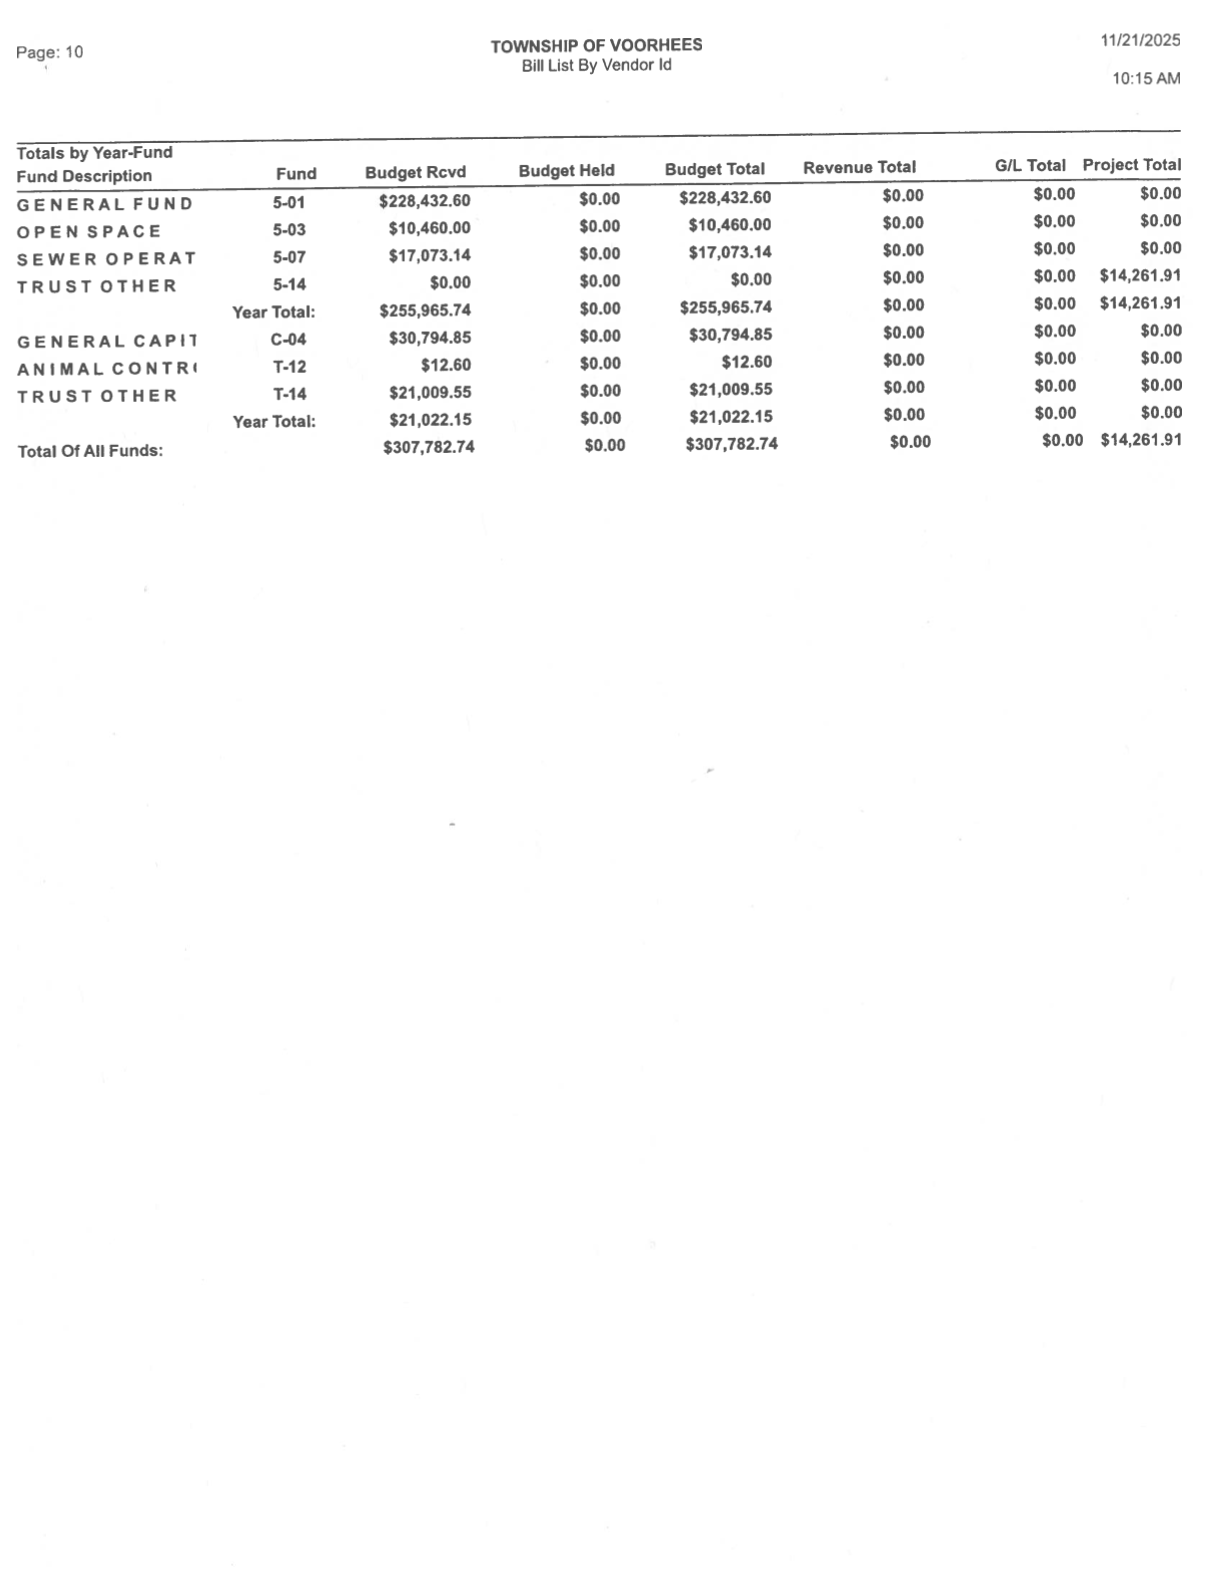 Page: 10
TOWNSHIP OF VOORHEES
Bill List By Vendor Id
11/21/2025
10:15 AM
Totals by Year-Fund
Fund Description Fund Budget Rcvd Budget Held Budget Total Revenue Total G/L Total Project Total
GENERAL FUND 5-01 $228,432.60 $0.00 $228,432.60 $0.00 $0.00 $0.00
OPEN SPACE 5-03 $10,460.00 $0.00 $10,460.00 $0.00 $0.00 $0.00
SEWER OPERAT 5-07 $17,073.14 $0.00 $17,073.14 $0.00 $0.00 $0.00
TRUST OTHER 5-14 $0.00 $0.00 $0.00 $0.00 $0.00 $14,261.91
Year Total: $255,965.74 $0.00 $255,965.74 $0.00 $0.00 $14,261.91
GENERAL CAPIT C-04 $30,794.85 $0.00 $30,794.85 $0.00 $0.00 $0.00
ANIMAL CONTR T-12 $12.60 $0.00 $12.60 $0.00 $0.00 $0.00
TRUST OTHER T-14 $21,009.55 $0.00 $21,009.55 $0.00 $0.00 $0.00
Year Total: $21,022.15 $0.00 $21,022.15 $0.00 $0.00 $0.00
Total Of All Funds: $307,782.74 $0.00 $307,782.74 $0.00 $0.00 $14,261.91